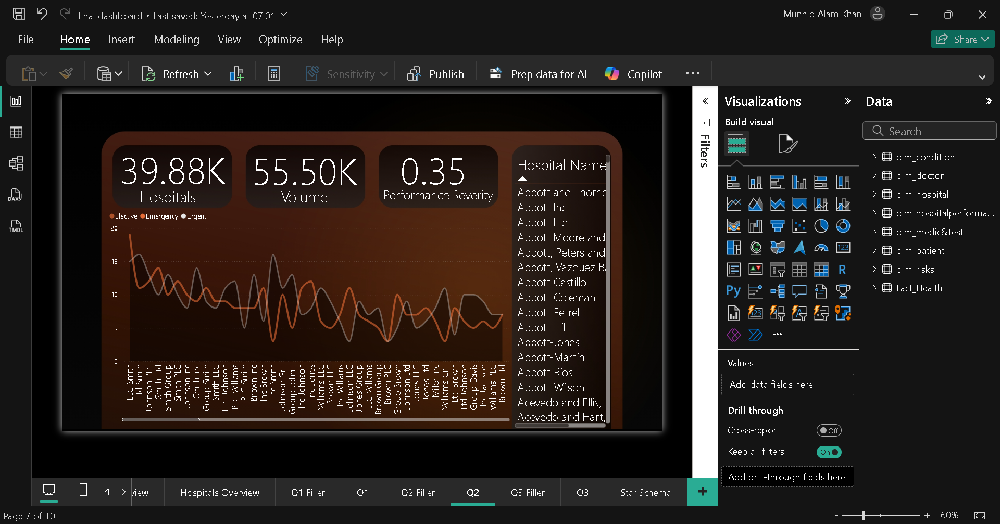 final dashboard • Last saved: Yesterday at 07:01
Munhib Alam Khan
File
Home
Insert
Modeling
View
Optimize
Help
Share
Refresh
Sensitivity
Publish
Prep data for AI
Copilot
DAX
TMDL
39.88K
Hospitals
55.50K
Volume
0.35
Performance Severity
Elective
Emergency
Urgent
20
15
10
5
0
LLC Smith
Ltd Smith
Johnson PLC
Smith Ltd
Smith Group
Smith PLC
Johnson Inc
Smith Inc
Group Smith
Smith LLC
LLC Johnson
PLC Williams
PLC Smith
Brown Inc
Inc Brown
Inc Smith
Johnson Gr...
Group John...
Inc Johnson
Inc Jones
Williams LLC
Brown LLC
Inc Williams
Johnson LLC
Jones Group
LLC Williams
Brown Group
Brown PLC
Group Brown
Johnson Ltd
Jones LLC
Jones Ltd
Miller Inc
Williams Gr...
Ltd Brown
Ltd Johnson
Group Davis
Inc Jackson
Williams PLC
Brown Ltd
Hospital Name
Abbott and Thomp
Abbott Inc
Abbott Ltd
Abbott Moore and
Abbott, Peters and
Abbott, Vazquez Ba
Abbott-Castillo
Abbott-Coleman
Abbott-Ferrell
Abbott-Hill
Abbott-Jones
Abbott-Martin
Abbott-Rios
Abbott-Wilson
Acevedo and Ellis,
Acevedo and Hart,
Filters
Visualizations
Build visual
123
R
Py
123
Values
Add data fields here
Drill through
Cross-report
Off
Keep all filters
On
Add drill-through fields here
Data
Search
dim_condition
dim_doctor
dim_hospital
dim_hospitalperforma...
dim_medic&test
dim_patient
dim_risks
Fact_Health
view
Hospitals Overview
Q1 Filler
Q1
Q2 Filler
Q2
Q3 Filler
Q3
Star Schema
Page 7 of 10
60%